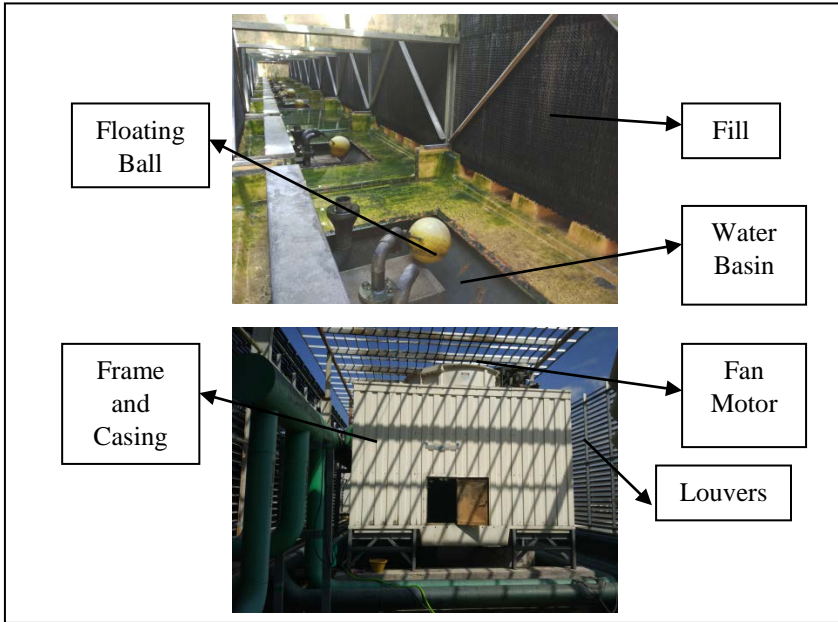 Floating
Ball
Fill
Water
Basin
Frame
and
Casing
Fan
Motor
Louvers